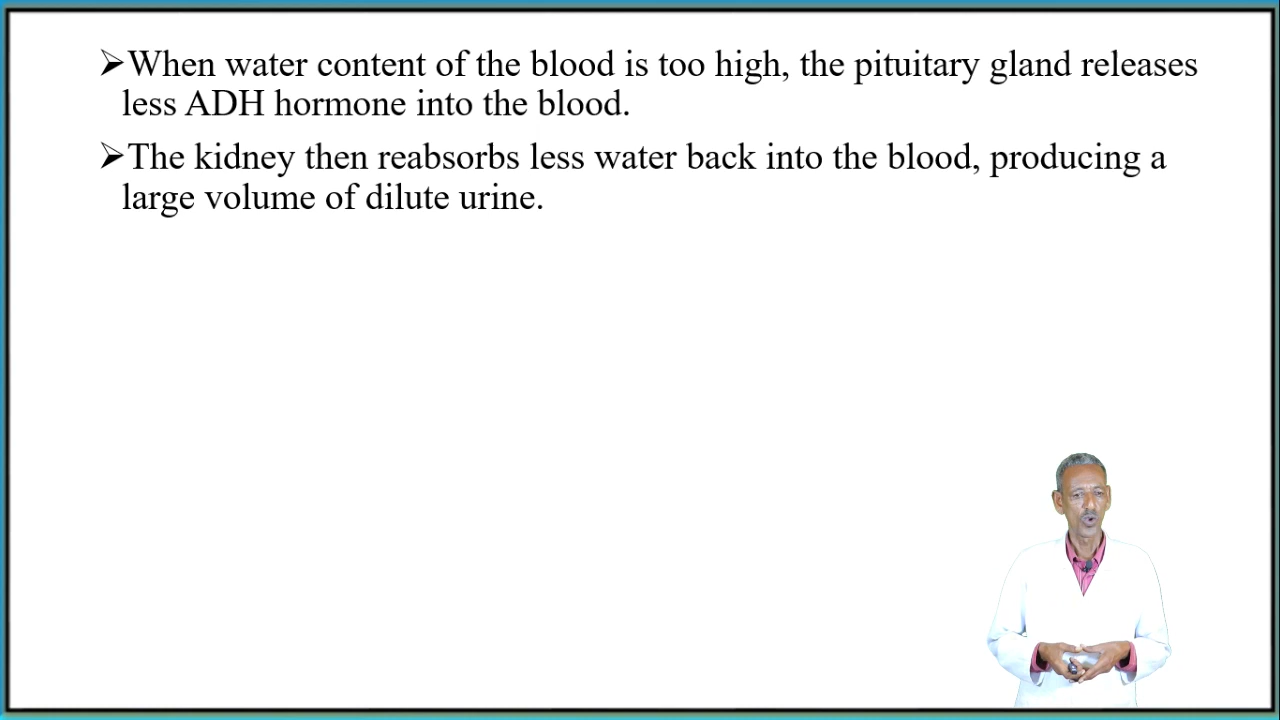 ➢When water content of the blood is too high, the pituitary gland releases
less ADH hormone into the blood.
➢The kidney then reabsorbs less water back into the blood, producing a
large volume of dilute urine.